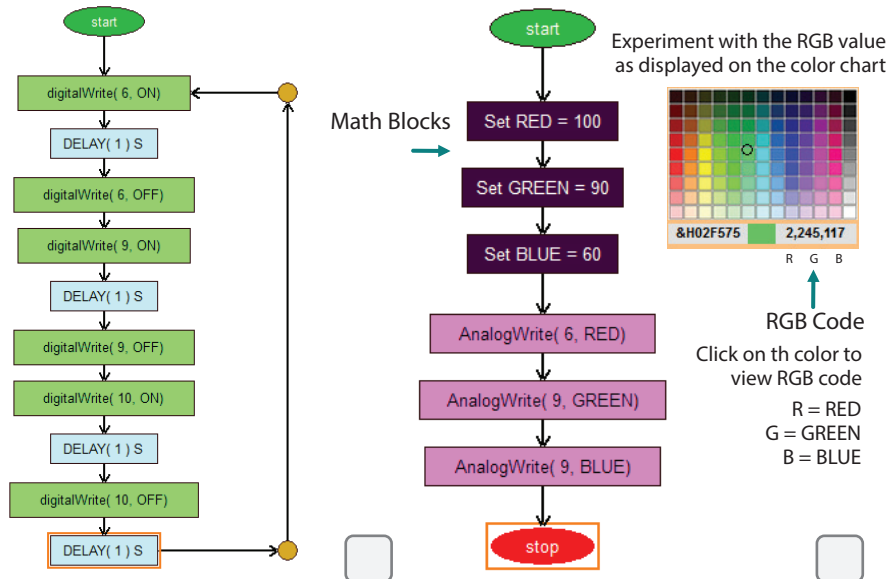 start
digitalWrite( 6, ON)
DELAY( 1 ) S
digitalWrite( 6, OFF)
digitalWrite( 9, ON)
DELAY( 1 ) S
digitalWrite( 9, OFF)
digitalWrite( 10, ON)
DELAY( 1 ) S
digitalWrite( 10, OFF)
DELAY( 1 ) S
start
Math Blocks
Set RED = 100
Set GREEN = 90
Set BLUE = 60
AnalogWrite( 6, RED)
AnalogWrite( 9, GREEN)
AnalogWrite( 9, BLUE)
stop
Experiment with the RGB value
as displayed on the color chart
&H02F575 2,245,117
R G B
RGB Code
Click on th color to
view RGB code
R = RED
G = GREEN
B = BLUE